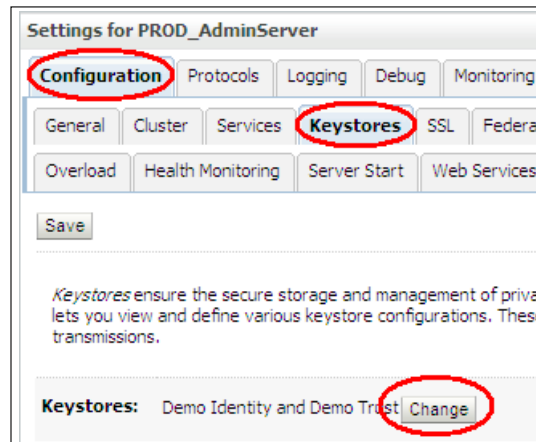 Settings for PROD_AdminServer
Configuration Protocols Logging Debug Monitoring
General Cluster Services Keystores SSL Federa
Overload Health Monitoring Server Start Web Services
Save
Keystores ensure the secure storage and management of priva
lets you view and define various keystore configurations. Thes
transmissions.
Keystores: Demo Identity and Demo Trust Change